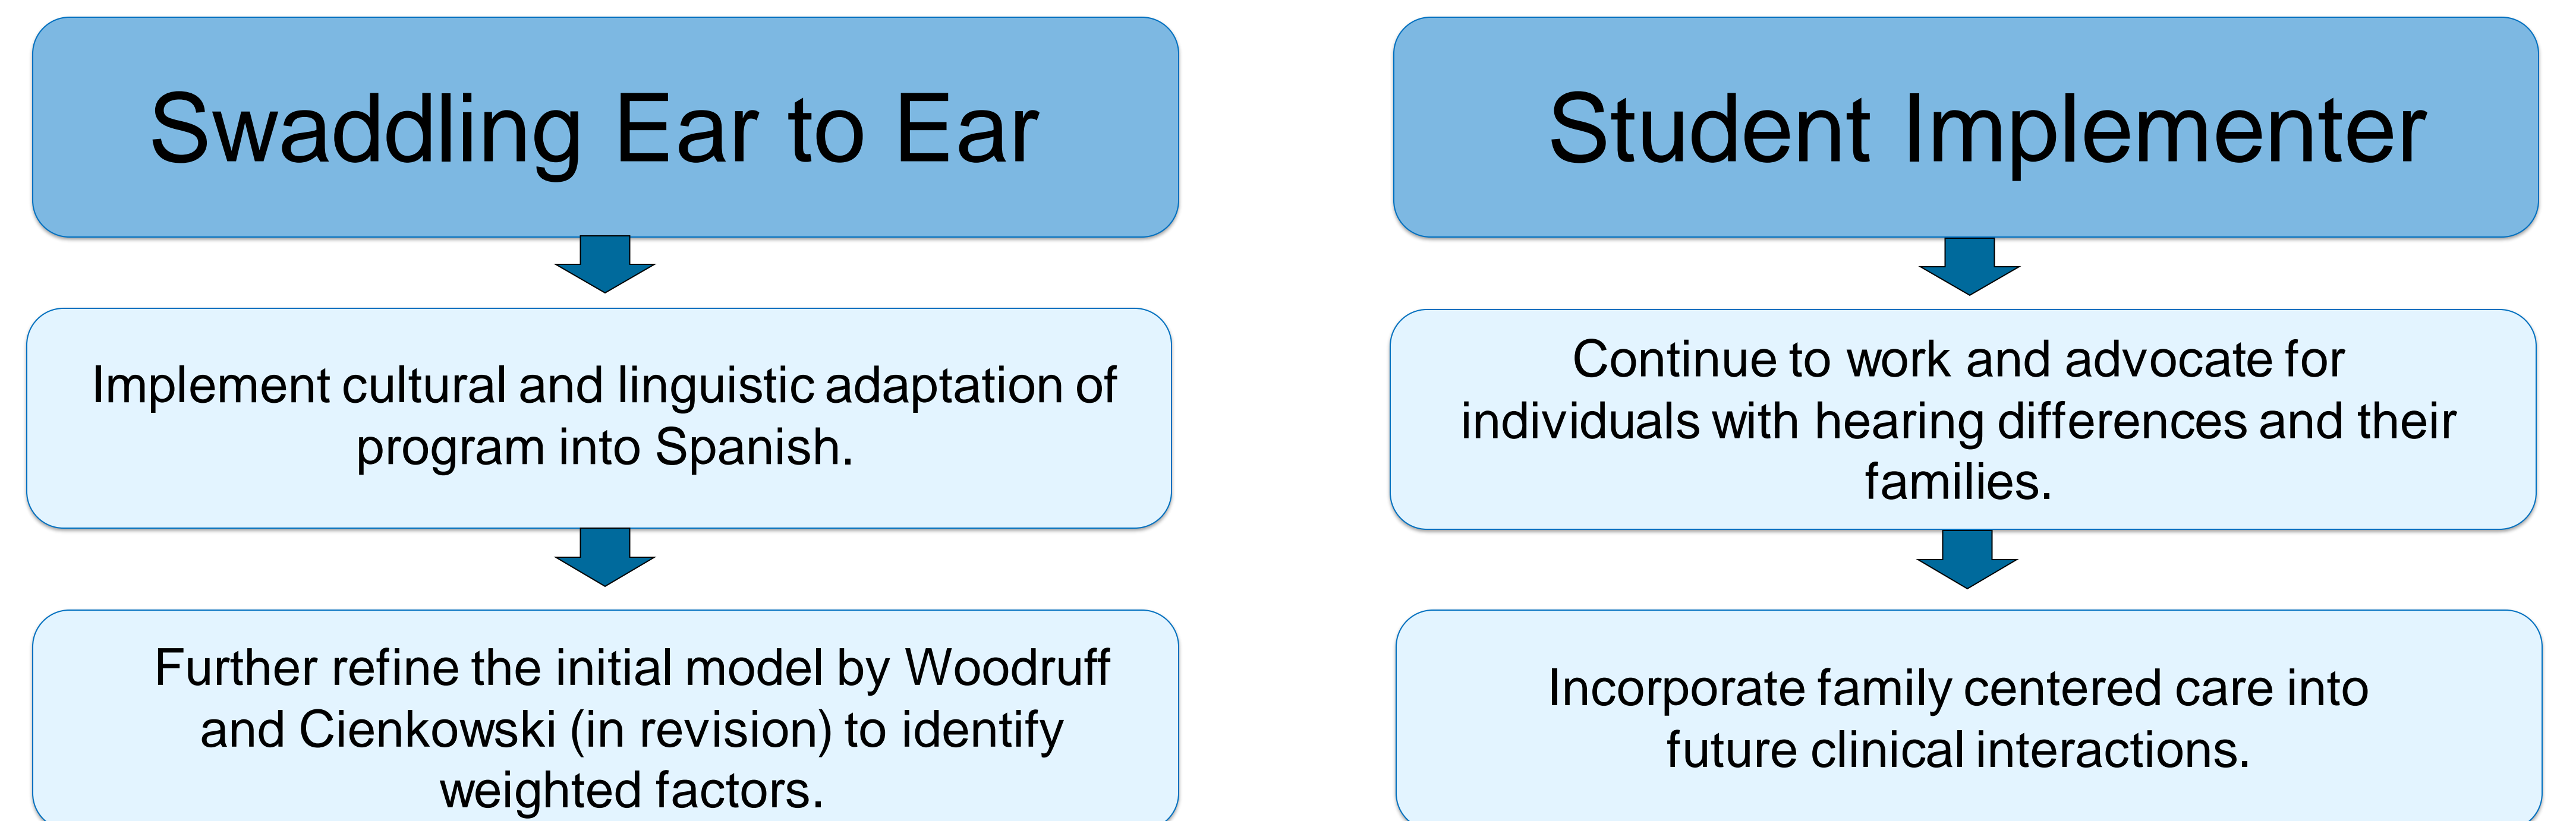 Swaddling Ear to Ear
Implement cultural and linguistic adaptation of
program into Spanish.
Further refine the initial model by Woodruff
and Cienkowski (in revision) to identify
weighted factors.
Student Implementer
Continue to work and advocate for
individuals with hearing differences and their
families.
Incorporate family centered care into
future clinical interactions.